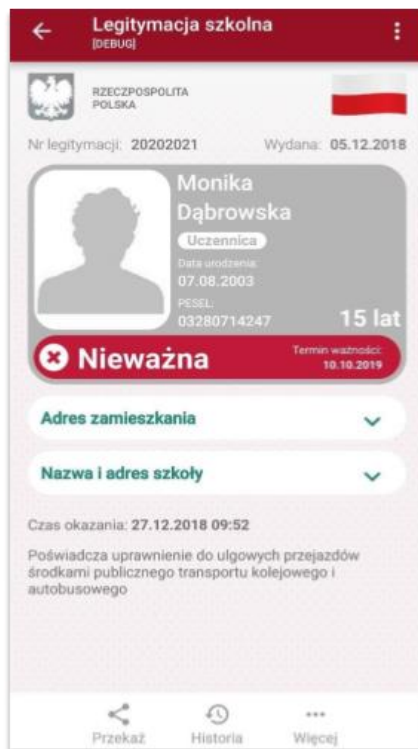 Legitymacja szkolna
[DEBUG]
RZECZPOSPOLITA
POLSKA
Nr legitymacji: 20202021 Wydana: 05.12.2018
Monika
Dąbrowska
Uczennica
Data urodzenia:
07.08.2003
PESEL:
03280714247 15 lat
Nieważna
Termin ważności:
10.10.2019
Adres zamieszkania
Nazwa i adres szkoły
Czas okazania: 27.12.2018 09:52
Poświadcza uprawnienie do ulgowych przejazdów
środkami publicznego transportu kolejowego i
autobusowego
Przekaż Historia Więcej